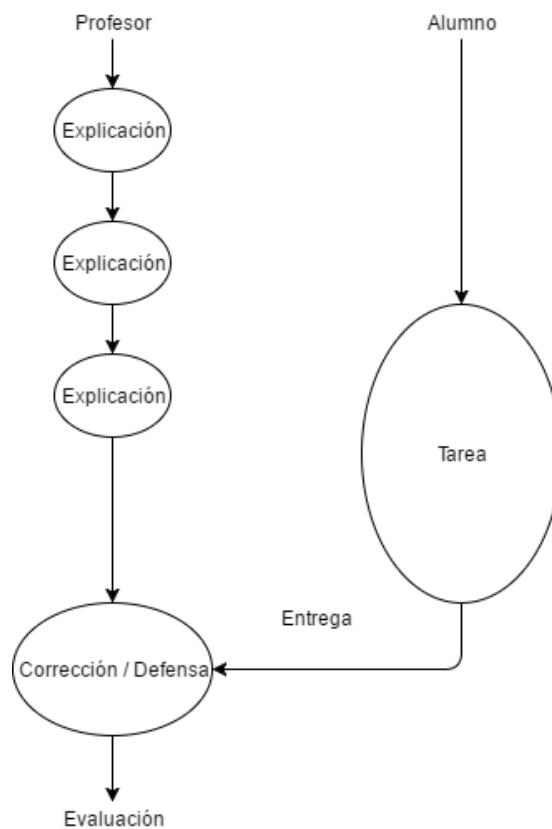 Profesor
Alumno
Explicación
Explicación
Explicación
Tarea
Entrega
Corrección / Defensa
Evaluación